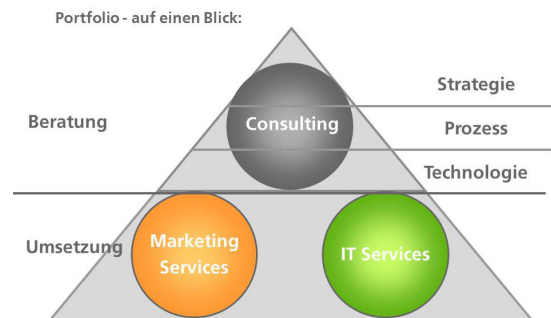 Portfolio - auf einen Blick:
Strategie
Beratung
Consulting
Prozess
Technologie
Umsetzung
Marketing
Services
IT Services